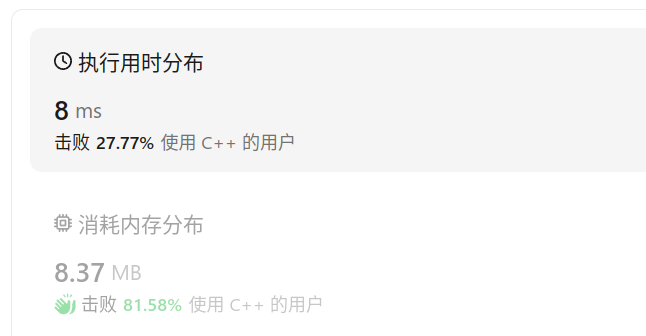 执行用时分布
8 ms
击败 27.77% 使用 C++ 的用户
消耗内存分布
8.37 MB
击败 81.58% 使用 C++ 的用户